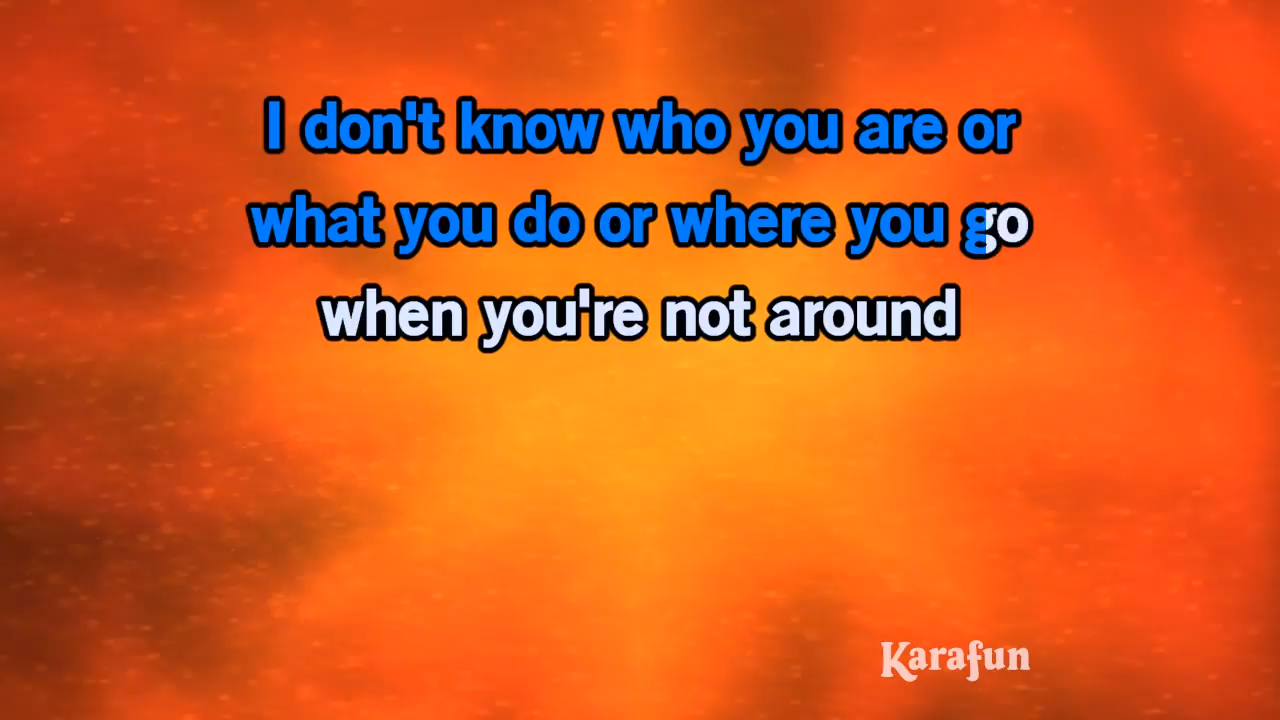 I don't know who you are or
what you do or where you go
when you're not around
Karafun